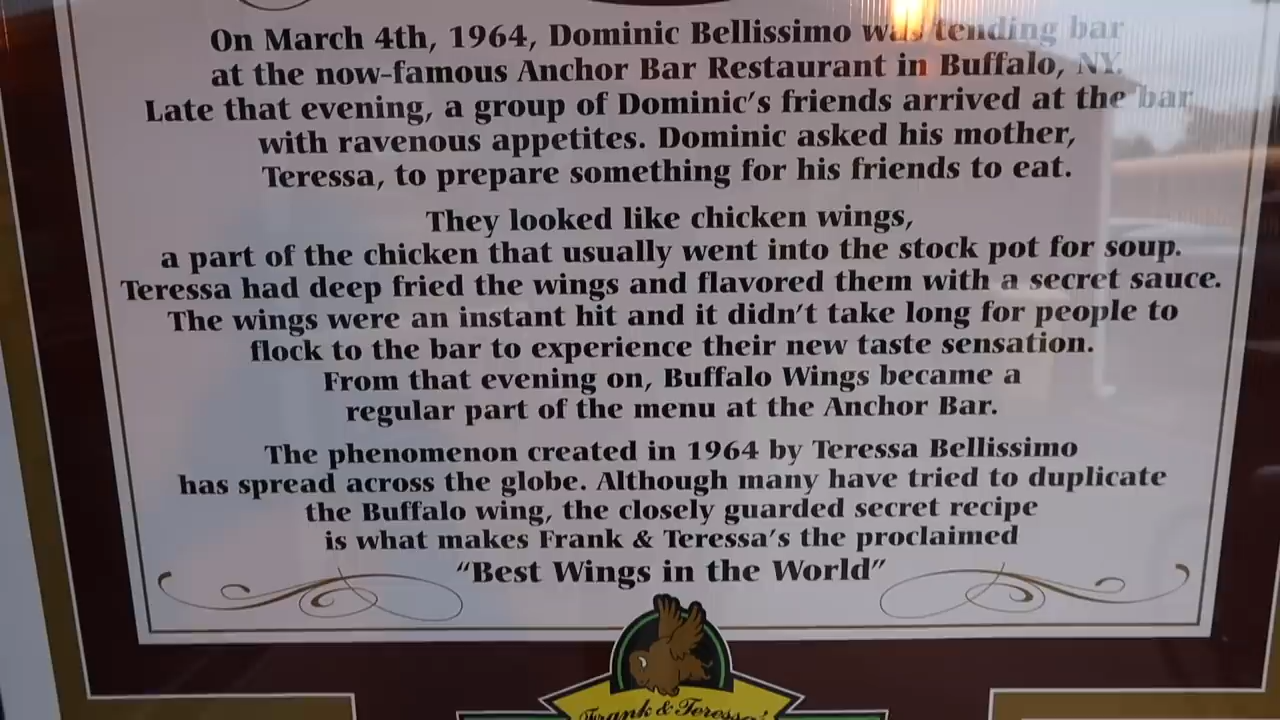 On March 4th, 1964, Dominic Bellissimo was tending bar
at the now-famous Anchor Bar Restaurant in Buffalo, NY.
Late that evening, a group of Dominic's friends arrived at the bar
with ravenous appetites. Dominic asked his mother,
Teressa, to prepare something for his friends to eat.
They looked like chicken wings,
a part of the chicken that usually went into the stock pot for soup.
Teressa had deep fried the wings and flavored them with a secret sauce.
The wings were an instant hit and it didn't take long for people to
flock to the bar to experience their new taste sensation.
From that evening on, Buffalo Wings became a
regular part of the menu at the Anchor Bar.
The phenomenon created in 1964 by Teressa Bellissimo
has spread across the globe. Although many have tried to duplicate
the Buffalo wing, the closely guarded secret recipe
is what makes Frank & Teressa's the proclaimed
"Best Wings in the World"
Frank & Teressa's